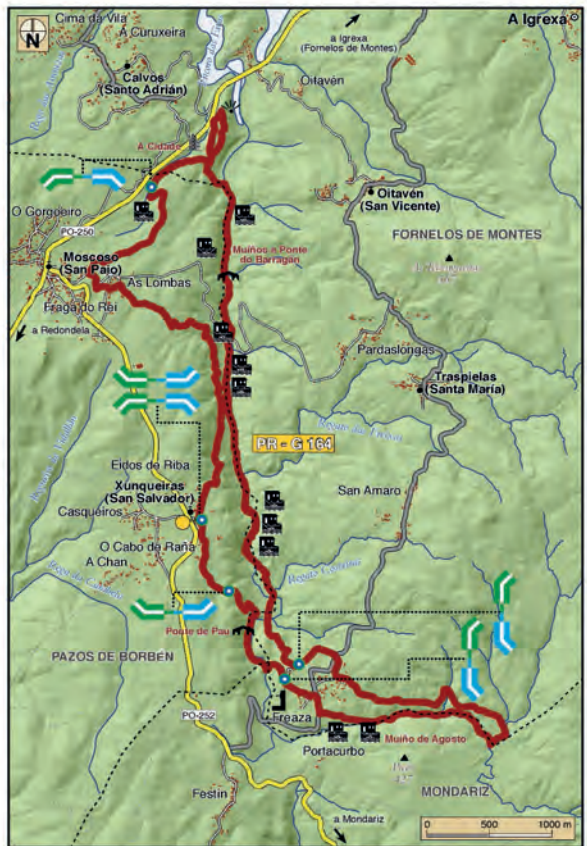 A Igrexa
Cima da Vila
A Curuxeira
a Igrexa
(Fornelos de Montes)
N
Calvos
(Santo Adrián)
Oitavén
A Cidade
Oitavén
(San Vicente)
O Gorgoeiro
PO-250
FORNELOS DE MONTES
Muíños e Ponte
do Barragán
Moscoso
(San Paio)
As Lombas
Fraga do Rei
a Redondela
Pardaslongas
Traspielas
(Santa María)
PR - G 164
Eidos de Riba
Xunqueiras
(San Salvador)
San Amaro
Casqueiros
O Cabo de Raña
A Chan
Ponte de Pau
PAZOS DE BORBÉN
Freaza
PO-252
Portacurbo
Muíño de Agosto
MONDARIZ
Festín
a Mondariz
0 500 1000 m